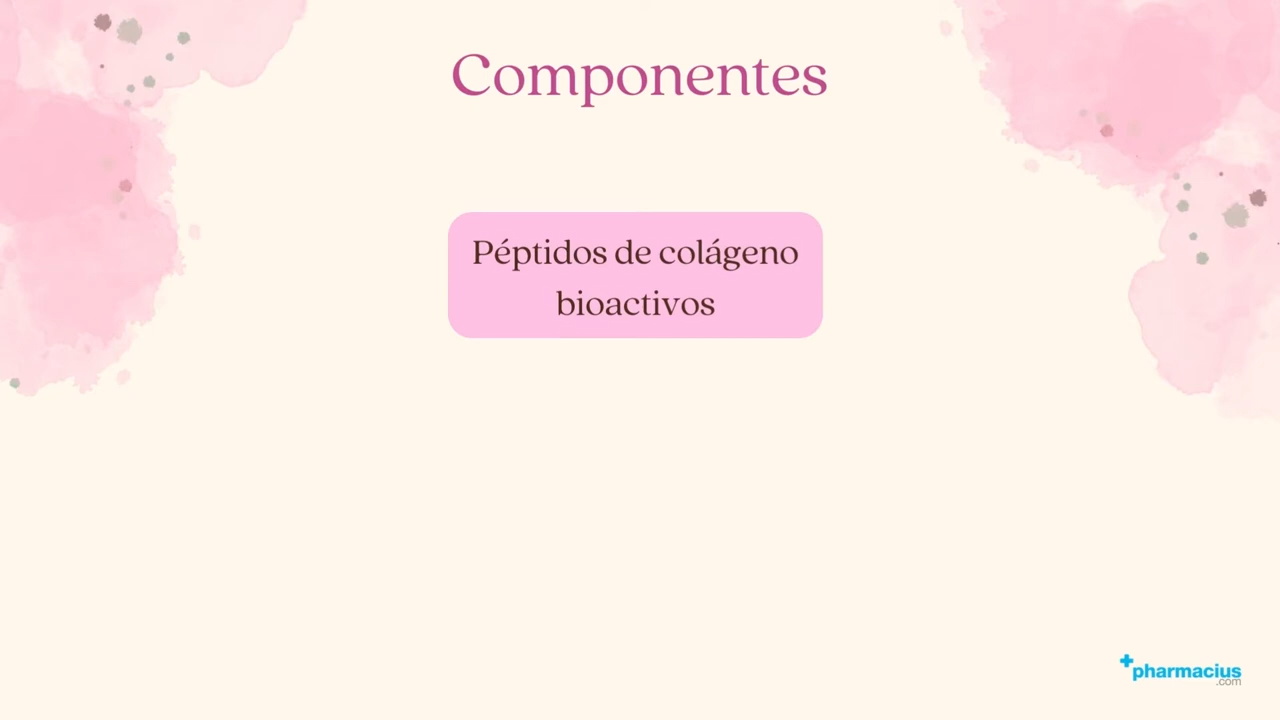 Componentes
Péptidos de colágeno
bioactivos
pharmacius
.com